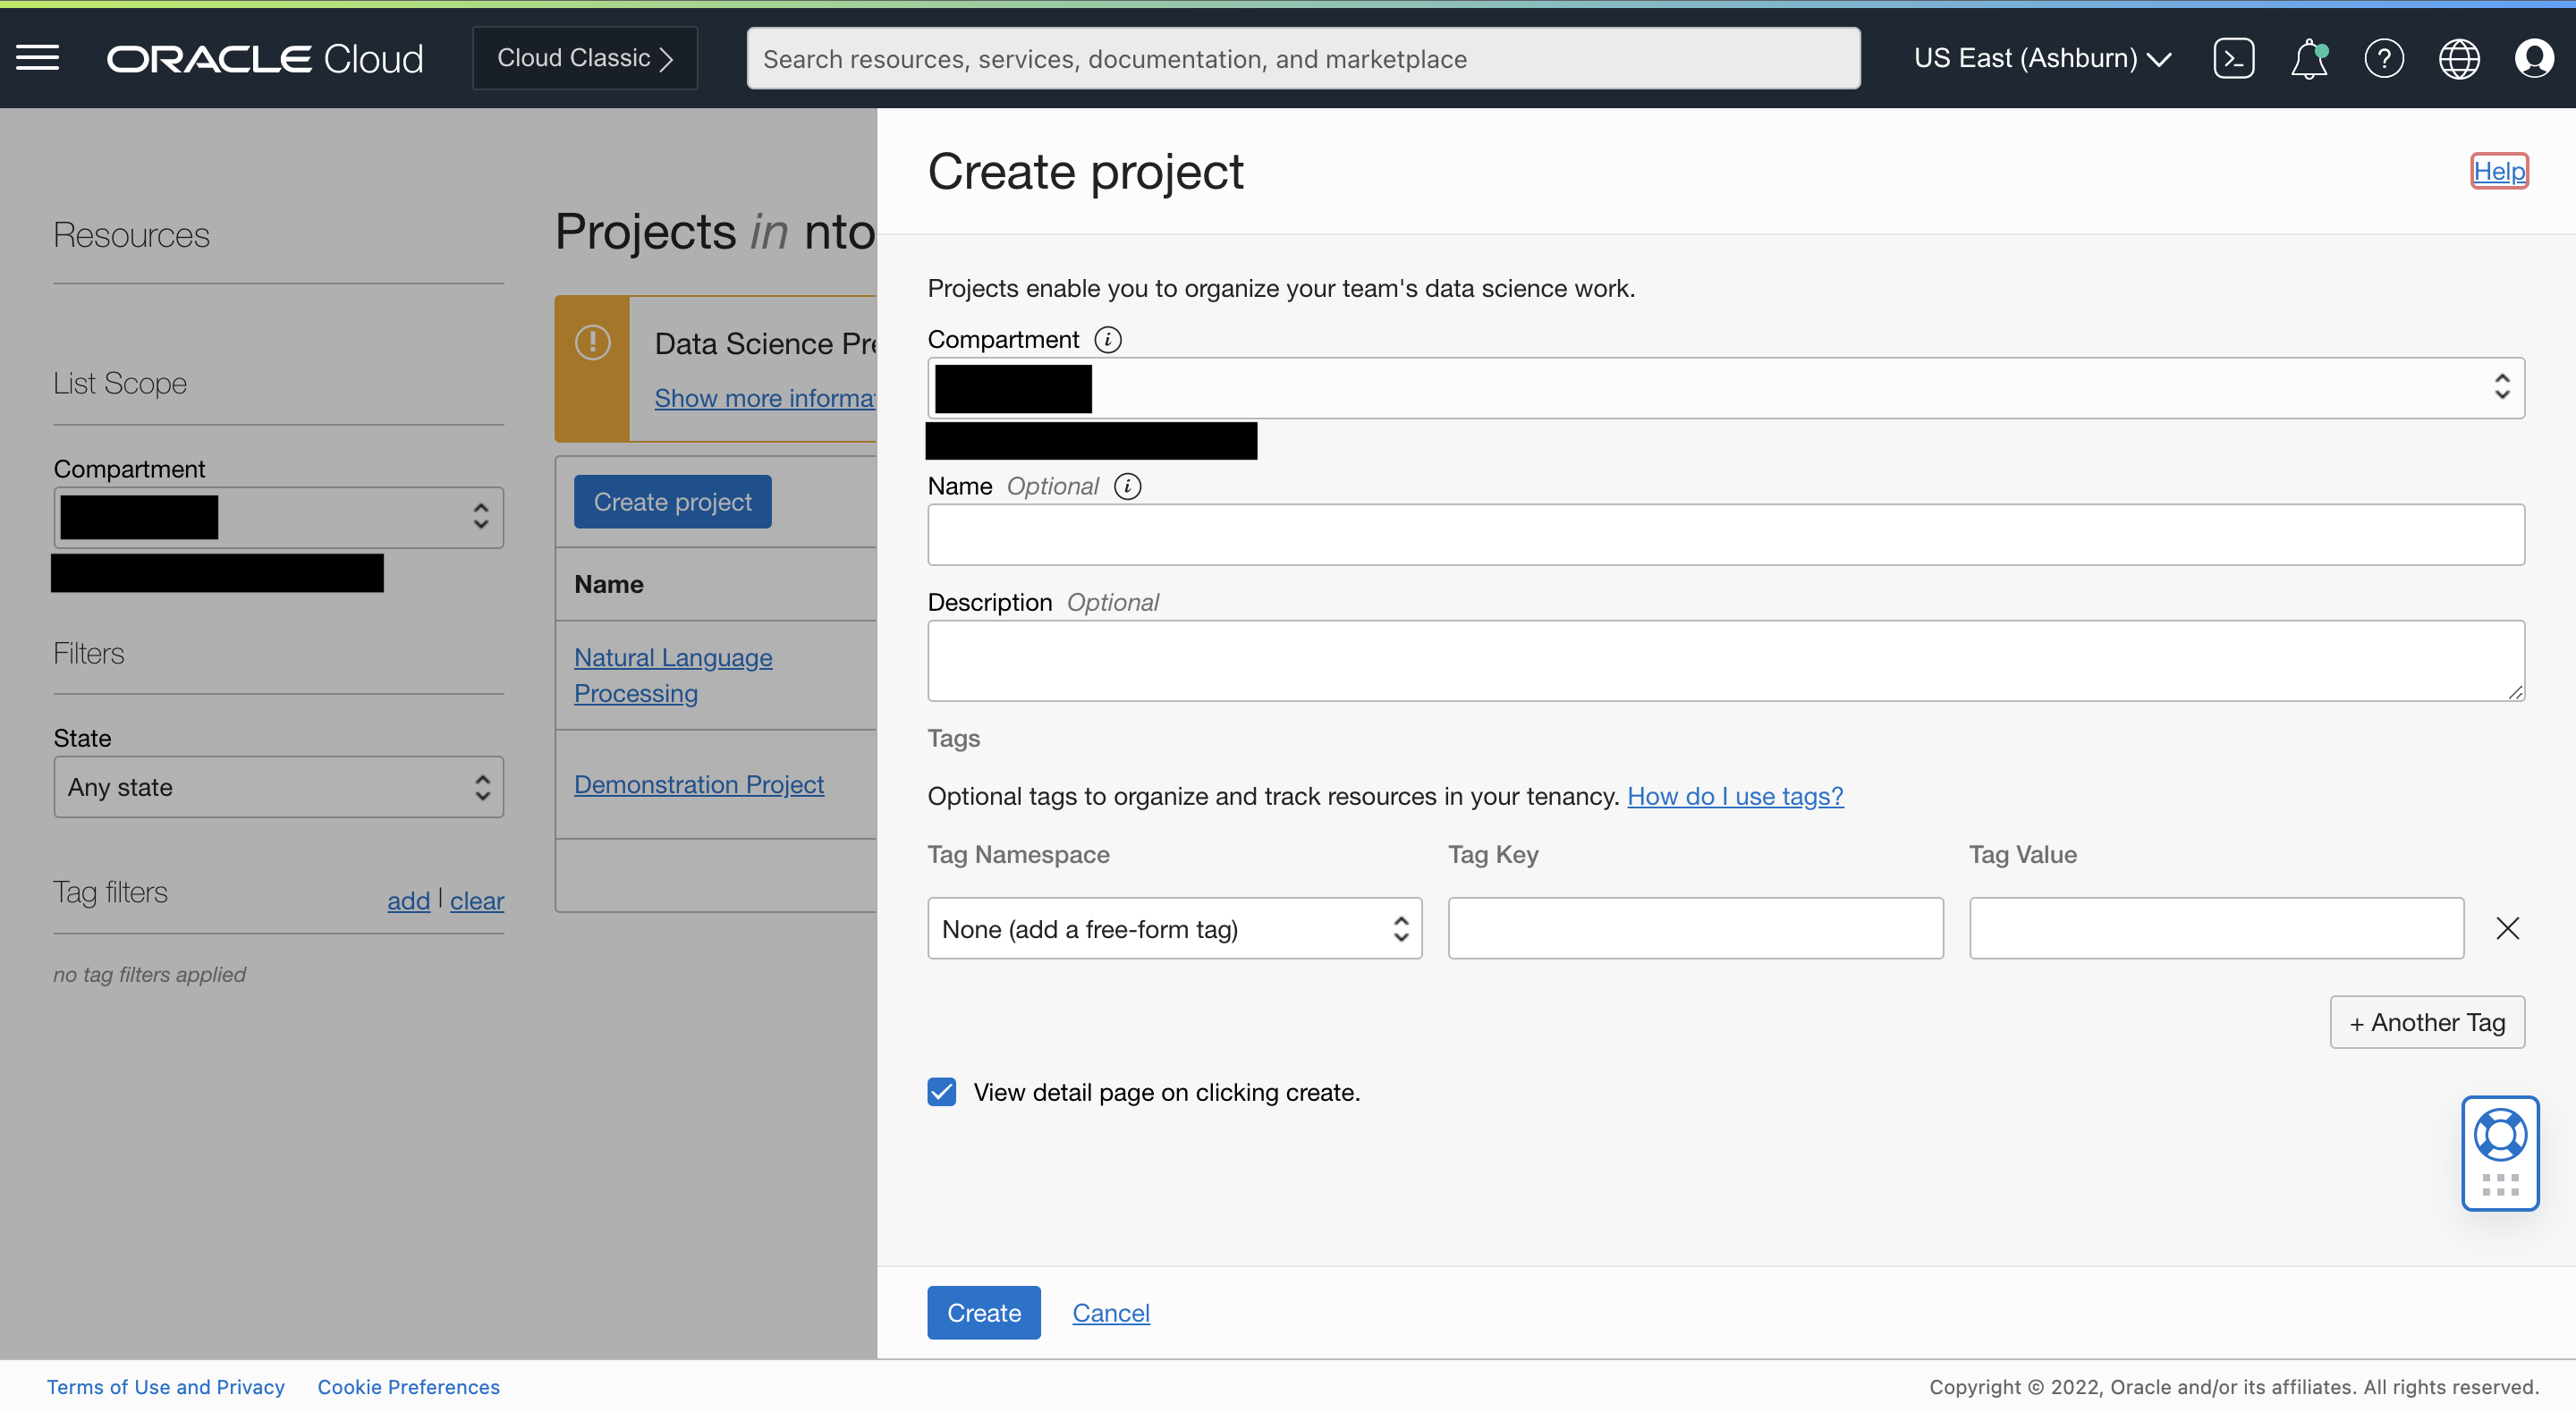 ORACLE Cloud
Cloud Classic
Search resources, services, documentation, and marketplace
US East (Ashburn)
Resources
List Scope
Compartment
Filters
State
Any state
Tag filters
add | clear
no tag filters applied
Projects in nto
Data Science Pre
Show more informa
Create project
Name
Natural Language
Processing
Demonstration Project
Create project
Help
Projects enable you to organize your team's data science work.
Compartment
Name Optional
Description Optional
Tags
Optional tags to organize and track resources in your tenancy. How do I use tags?
Tag Namespace
Tag Key
Tag Value
None (add a free-form tag)
+ Another Tag
View detail page on clicking create.
Create
Cancel
Terms of Use and Privacy
Cookie Preferences
Copyright © 2022, Oracle and/or its affiliates. All rights reserved.